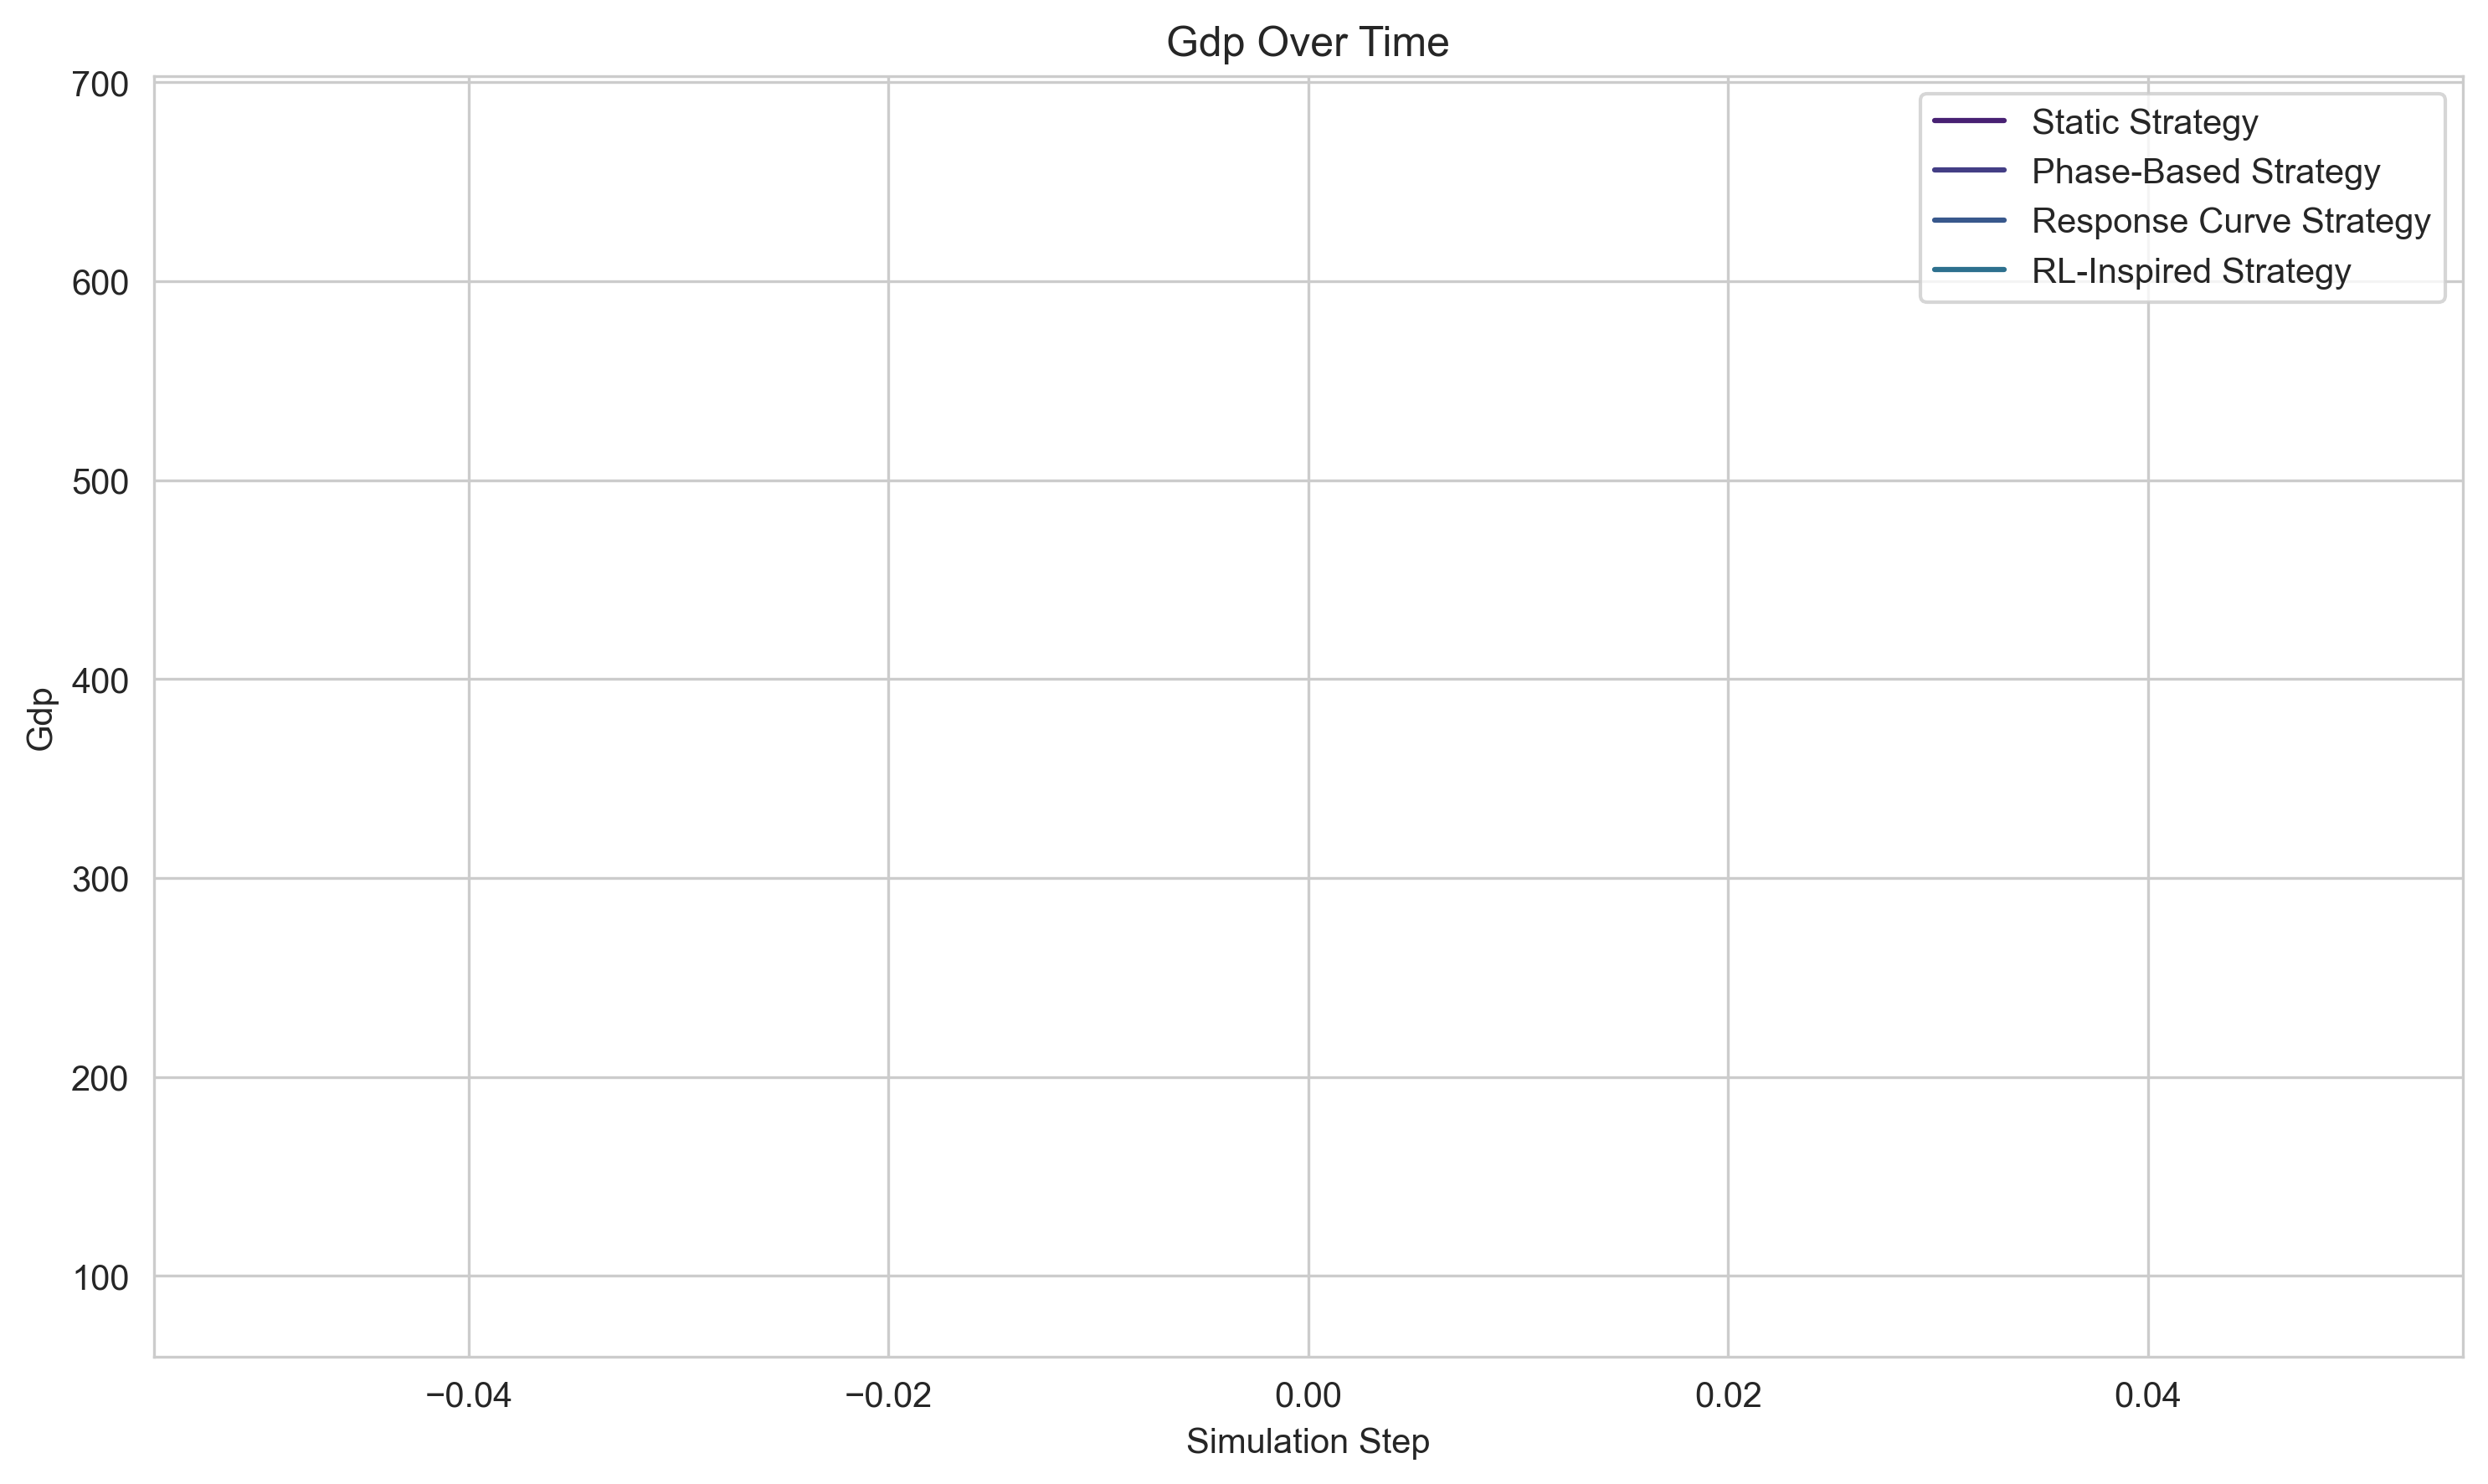 Gdp Over Time
700
600
500
400
300
200
100
Gdp
Static Strategy
Phase-Based Strategy
Response Curve Strategy
RL-Inspired Strategy
−0.04
−0.02
0.00
0.02
0.04
Simulation Step